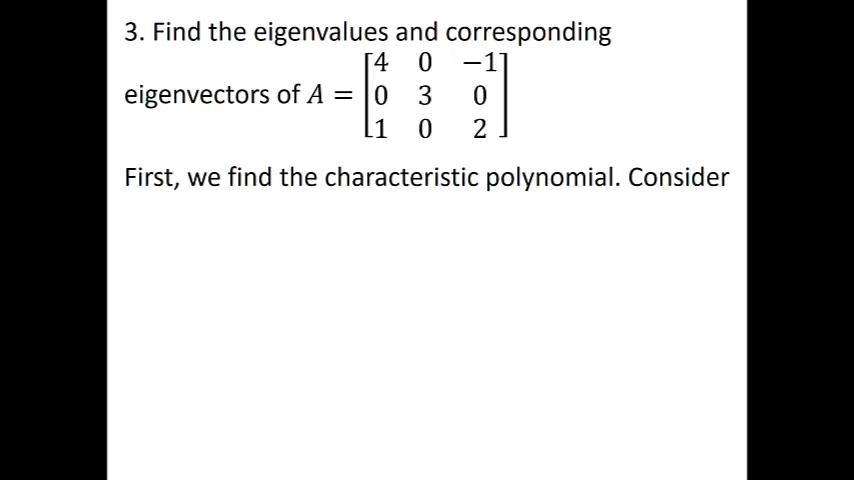 3. Find the eigenvalues and corresponding
eigenvectors of A = [4 0 −1
0 3 0
1 0 2]
First, we find the characteristic polynomial. Consider